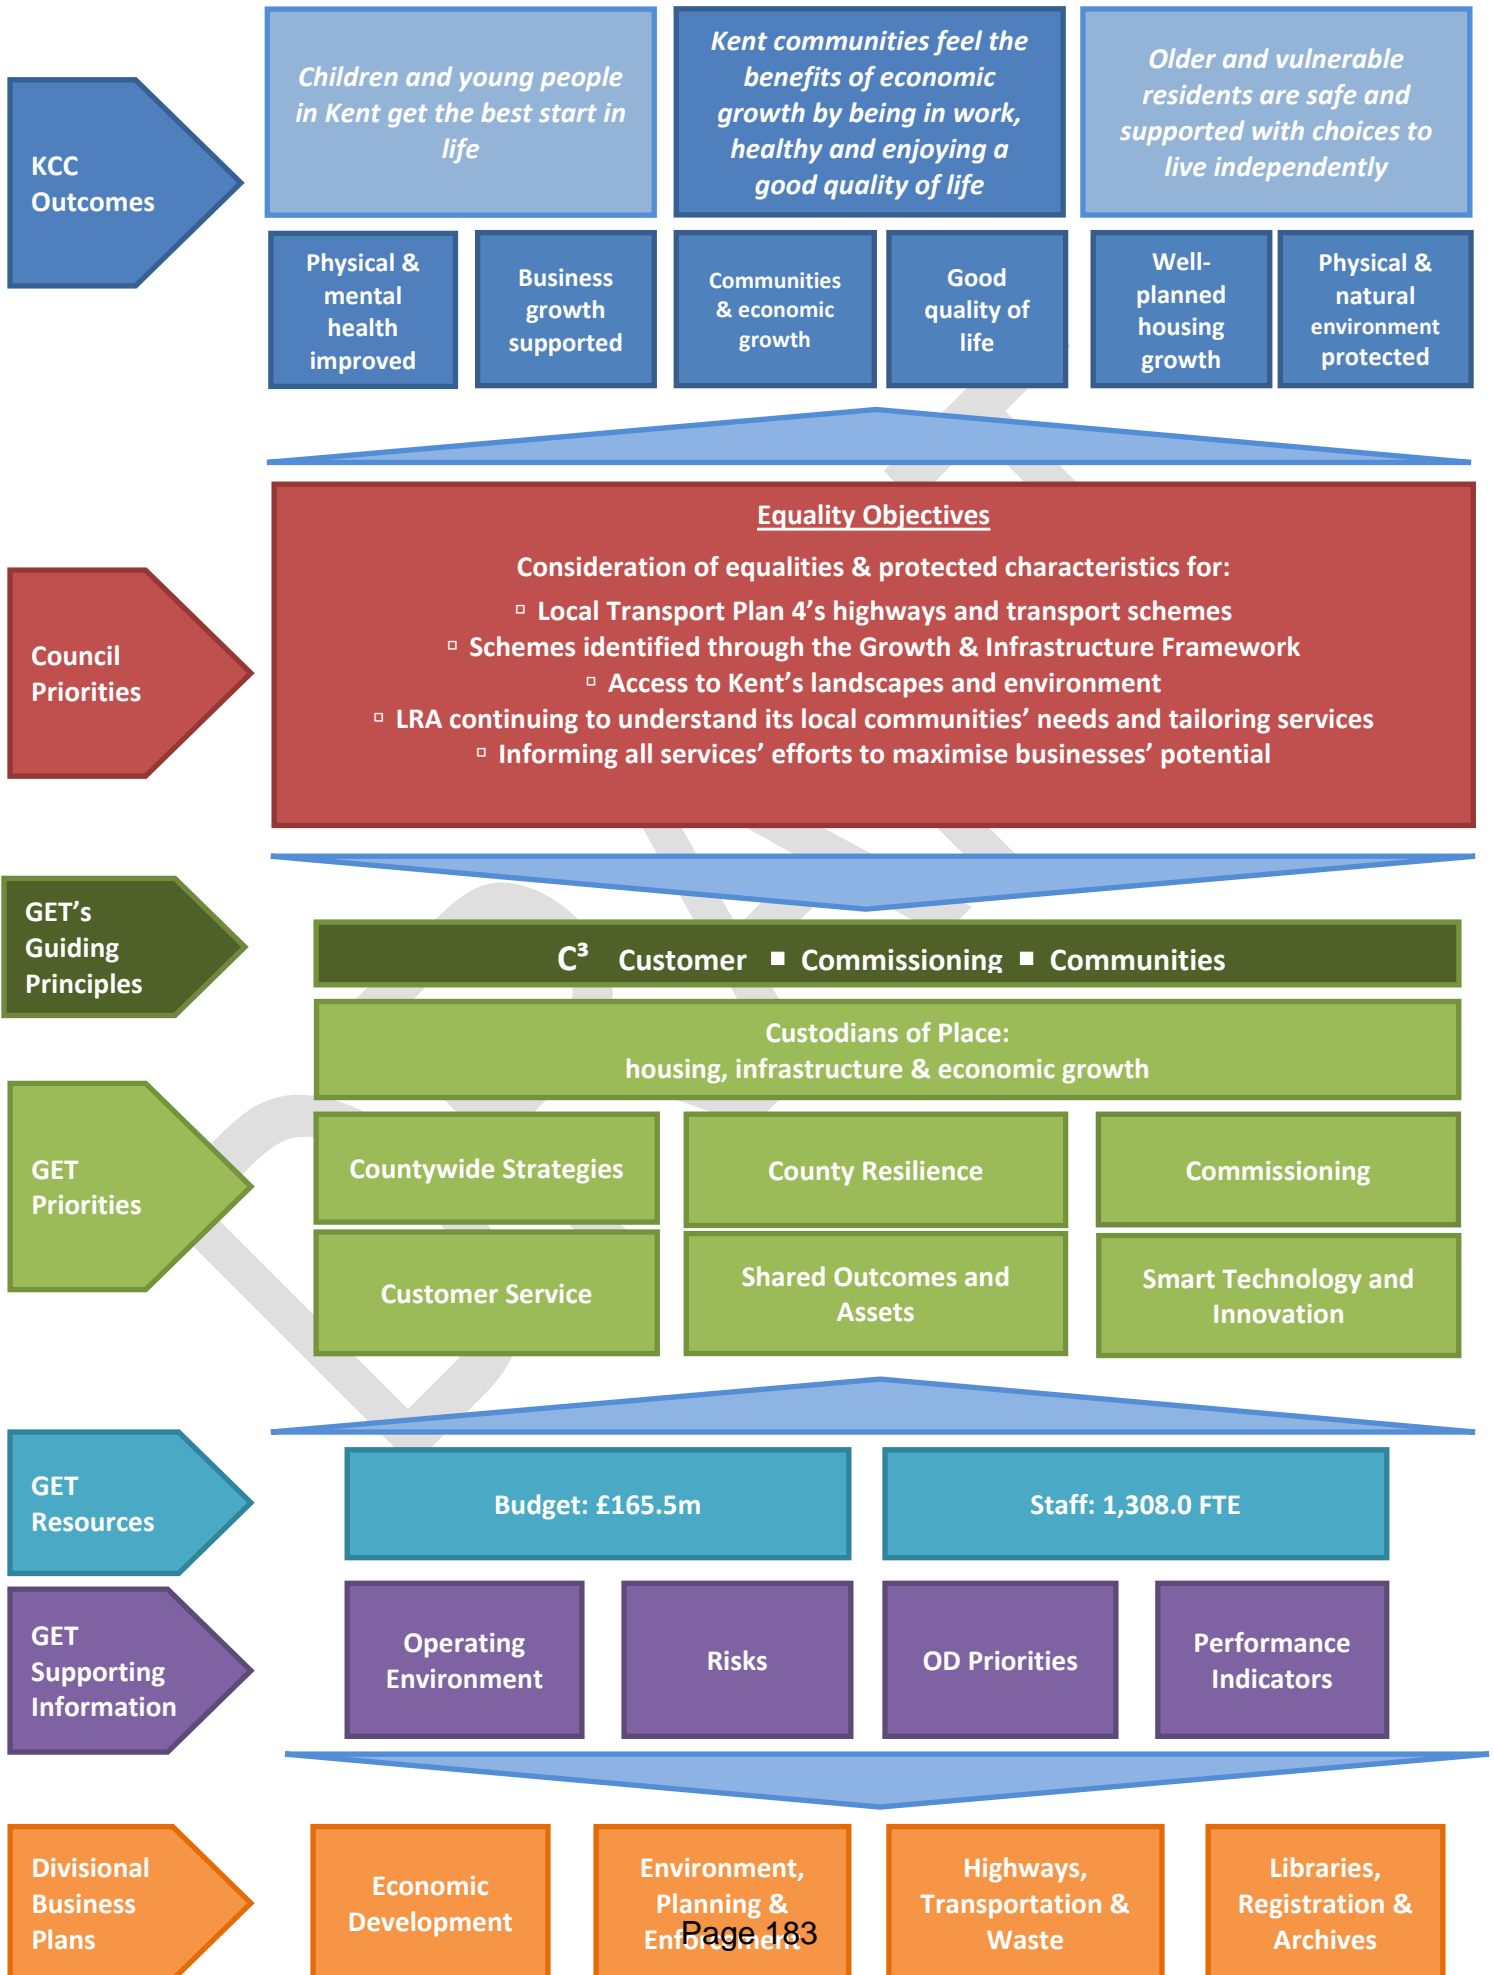 KCC
Outcomes
Children and young people
in Kent get the best start in
life
Kent communities feel the
benefits of economic
growth by being in work,
healthy and enjoying a
good quality of life
Older and vulnerable
residents are safe and
supported with choices to
live independently
Physical &
mental
health
improved
Business
growth
supported
Communities
& economic
growth
Good
quality of
life
Well-
planned
housing
growth
Physical &
natural
environment
protected
Council
Priorities
Equality Objectives
Consideration of equalities & protected characteristics for:
▫ Local Transport Plan 4’s highways and transport schemes
▫ Schemes identified through the Growth & Infrastructure Framework
▫ Access to Kent’s landscapes and environment
▫ LRA continuing to understand its local communities’ needs and tailoring services
▫ Informing all services’ efforts to maximise businesses’ potential
GET’s
Guiding
Principles
C³ Customer ▪ Commissioning ▪ Communities
GET
Priorities
Custodians of Place:
housing, infrastructure & economic growth
Countywide Strategies
County Resilience
Commissioning
Customer Service
Shared Outcomes and
Assets
Smart Technology and
Innovation
GET
Resources
Budget: £165.5m
Staff: 1,308.0 FTE
GET
Supporting
Information
Operating
Environment
Risks
OD Priorities
Performance
Indicators
Divisional
Business
Plans
Economic
Development
Environment,
Planning &
Enforcement
Highways,
Transportation &
Waste
Libraries,
Registration &
Archives
Page 183
DRAFT